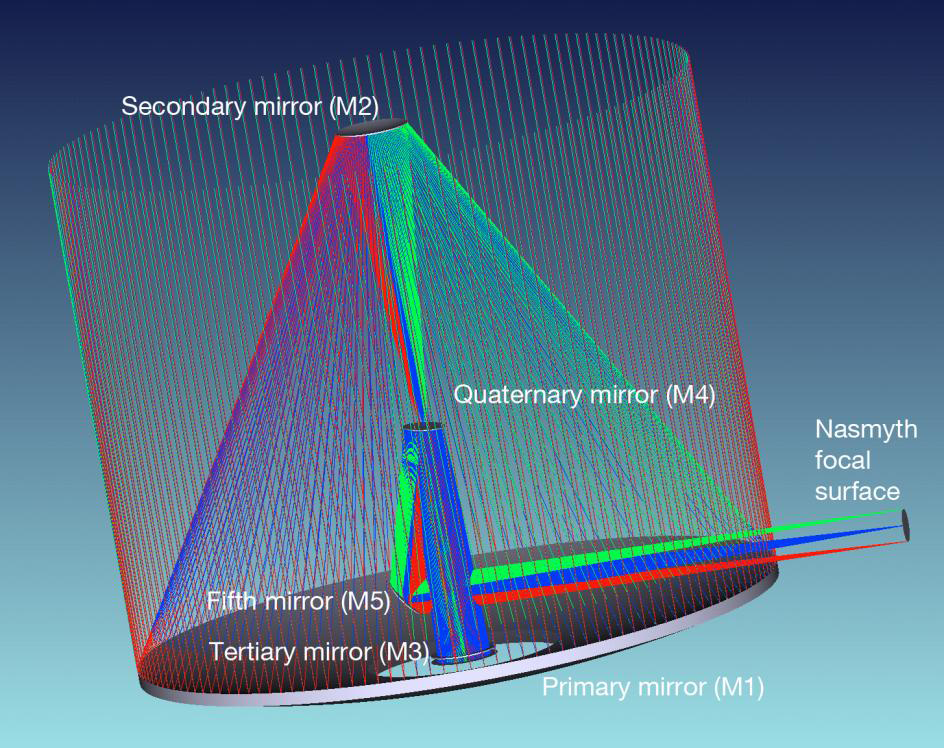 Secondary mirror (M2)
Quaternary mirror (M4)
Nasmyth
focal
surface
Fifth mirror (M5)
Tertiary mirror (M3)
Primary mirror (M1)